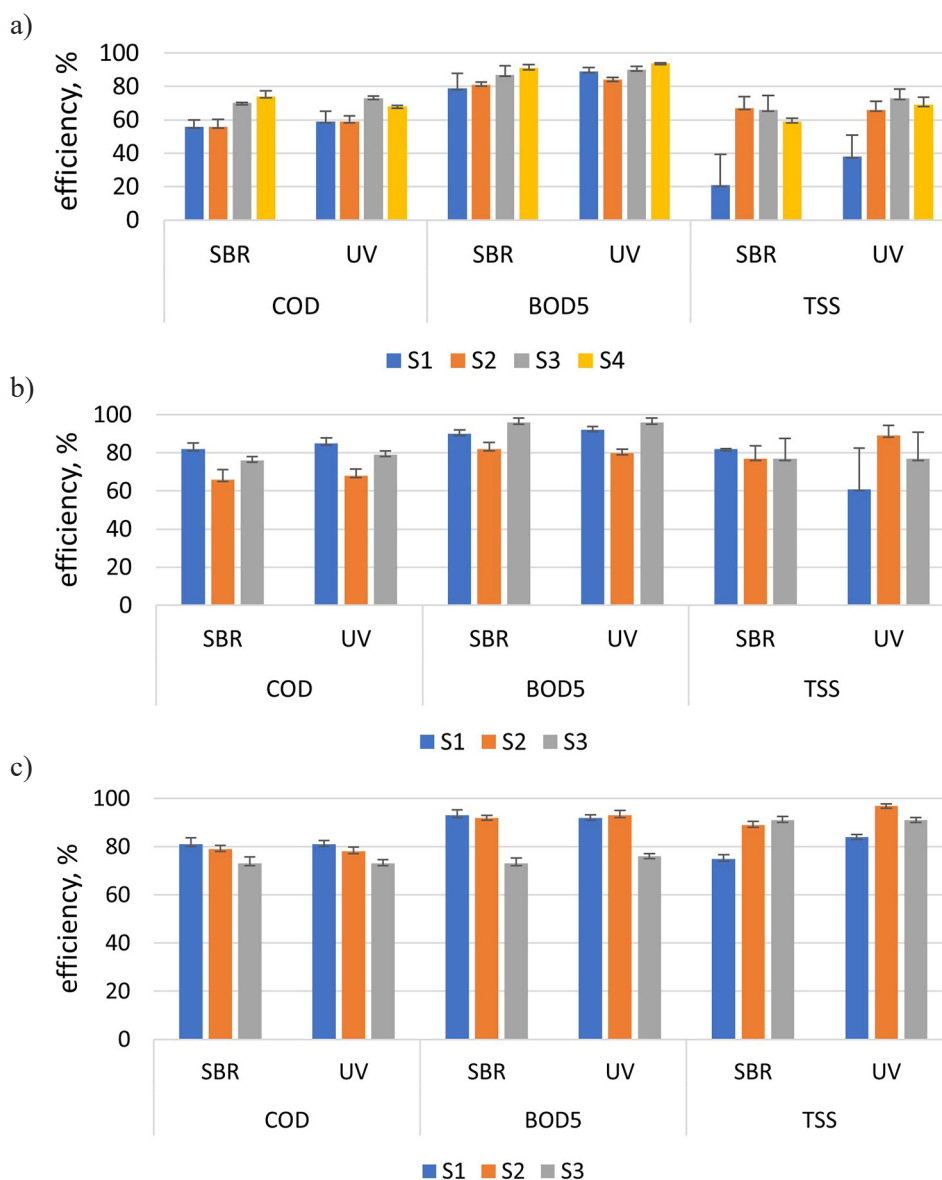 a)
efficiency, %
100
80
60
40
20
0
SBR UV SBR UV SBR UV
COD BOD5 TSS
S1 S2 S3 S4
b)
efficiency, %
100
80
60
40
20
0
SBR UV SBR UV SBR UV
COD BOD5 TSS
S1 S2 S3
c)
efficiency, %
100
80
60
40
20
0
SBR UV SBR UV SBR UV
COD BOD5 TSS
S1 S2 S3